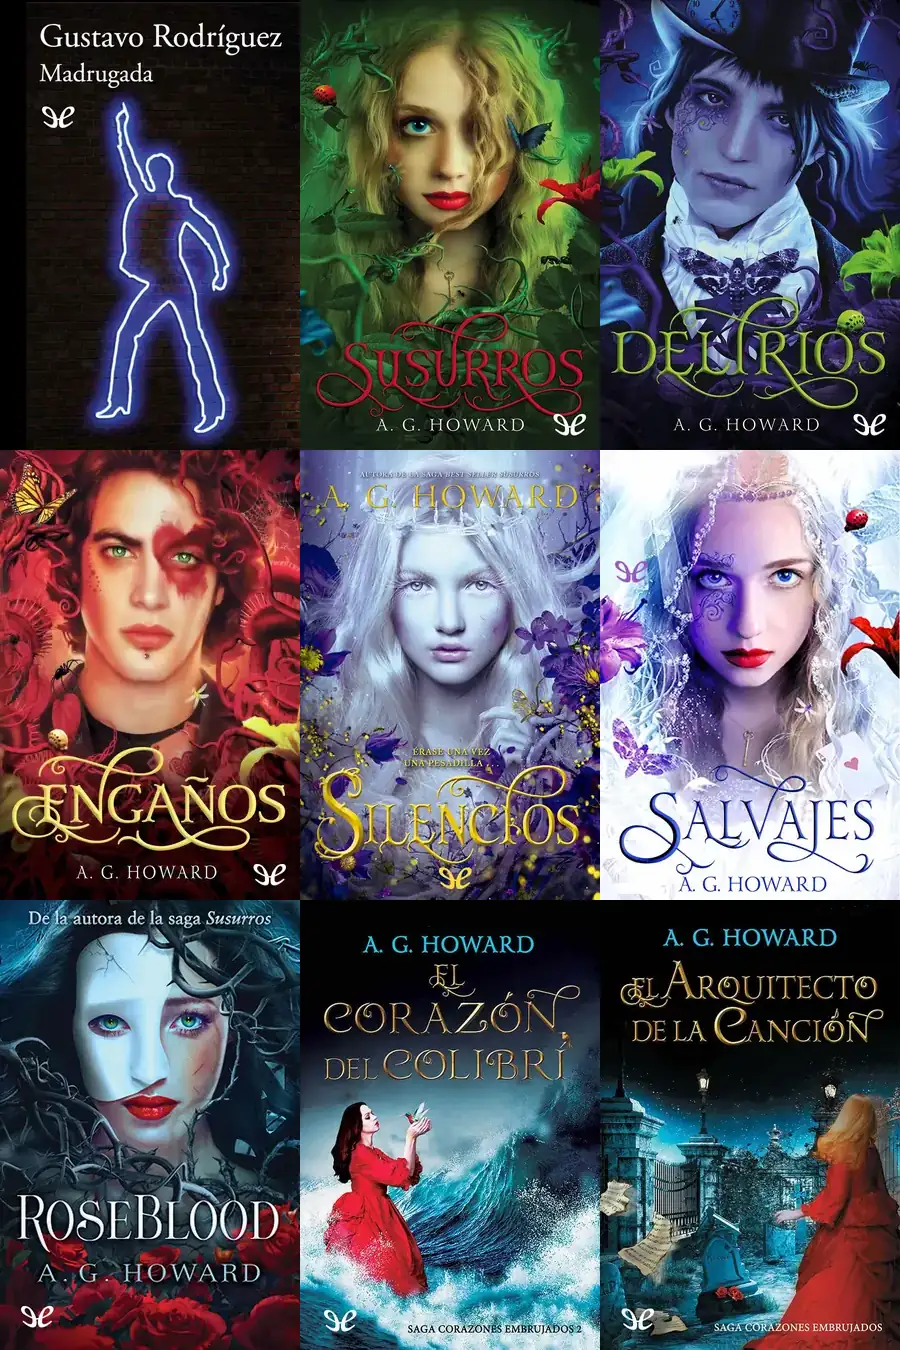 Gustavo Rodríguez
Madrugada
SUSURROS
A. G. HOWARD
DELIRIOS
A. G. HOWARD
ENGAÑOS
A. G. HOWARD
AUTORA DE LA SAGA BEST SELLER SUSURROS
A. G. HOWARD
ÉRASE UNA VEZ
UNA PESADILLA . . .
SILENCIOS
SALVAJES
A. G. HOWARD
De la autora de la saga Susurros
ROSEBLOOD
A. G. HOWARD
A. G. HOWARD
EL
CORAZÓN
DEL COLIBRÍ
SAGA CORAZONES EMBRUJADOS 2
A. G. HOWARD
EL ARQUITECTO
DE LA CANCIÓN
SAGA CORAZONES EMBRUJADOS